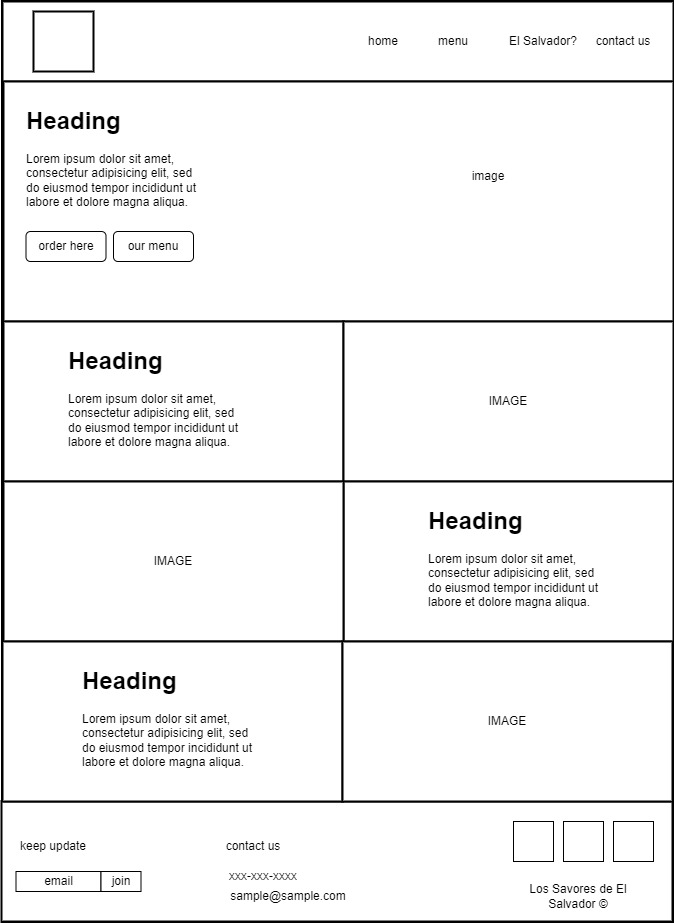 home menu El Salvador? contact us
Heading
Lorem ipsum dolor sit amet,
consectetur adipisicing elit, sed
do eiusmod tempor incididunt ut
labore et dolore magna aliqua.
image
order here our menu
Heading
Lorem ipsum dolor sit amet,
consectetur adipisicing elit, sed
do eiusmod tempor incididunt ut
labore et dolore magna aliqua.
IMAGE
IMAGE
Heading
Lorem ipsum dolor sit amet,
consectetur adipisicing elit, sed
do eiusmod tempor incididunt ut
labore et dolore magna aliqua.
Heading
Lorem ipsum dolor sit amet,
consectetur adipisicing elit, sed
do eiusmod tempor incididunt ut
labore et dolore magna aliqua.
IMAGE
keep update
email join
contact us
xxx-xxx-xxxx
sample@sample.com
Los Savores de El
Salvador ©